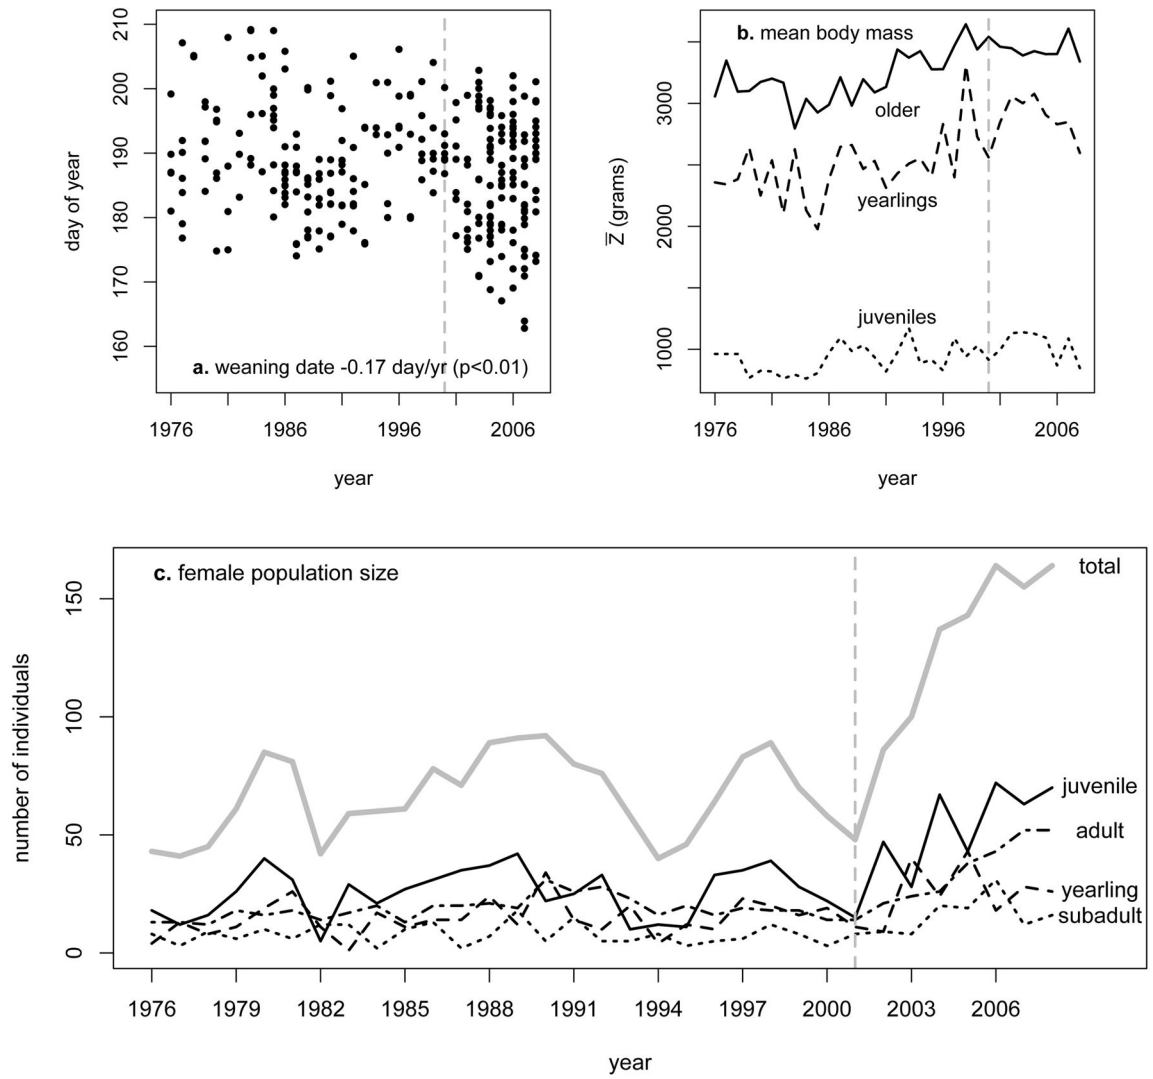 210
200
190
180
170
160
day of year
a. weaning date -0.17 day/yr (p<0.01)
1976 1986 1996 2006
year
b. mean body mass
older
yearlings
juveniles
3000
2000
1000
Z̅ (grams)
1976 1986 1996 2006
year
c. female population size
total
juvenile
adult
yearling
subadult
150
100
50
0
number of individuals
1976 1979 1982 1985 1988 1991 1994 1997 2000 2003 2006
year